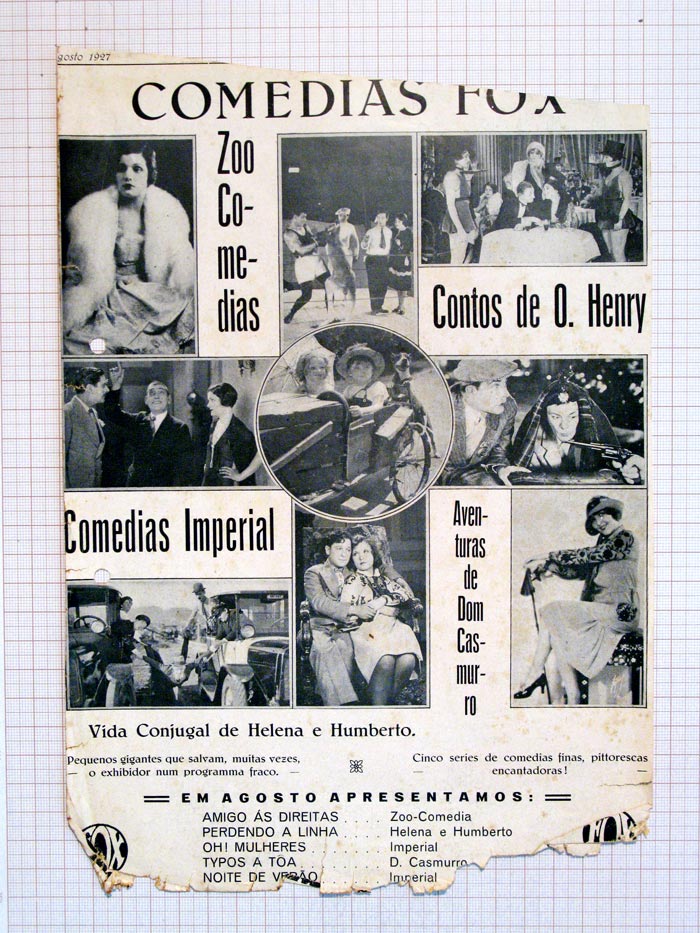 gosto 1927
COMEDIAS FOX
Zoo
Co-
me-
dias
Contos de O. Henry
Comedias Imperial
Aven-
turas
de
Dom
Cas-
mur-
ro
Vida Conjugal de Helena e Humberto.
Pequenos gigantes que salvam, muitas vezes,
— o exhibidor num programma fraco. —
Cinco series de comedias finas, pittorescas
— encantadoras! —
EM AGOSTO APRESENTAMOS:
AMIGO ÁS DIREITAS . . . . Zoo-Comedia
PERDENDO A LINHA . . . . Helena e Humberto
OH! MULHERES . . . . . . . Imperial
TYPOS A TÔA . . . . . . . . D. Casmurro
NOITE DE VERÃO . . . . Imperial
FOX
FOX